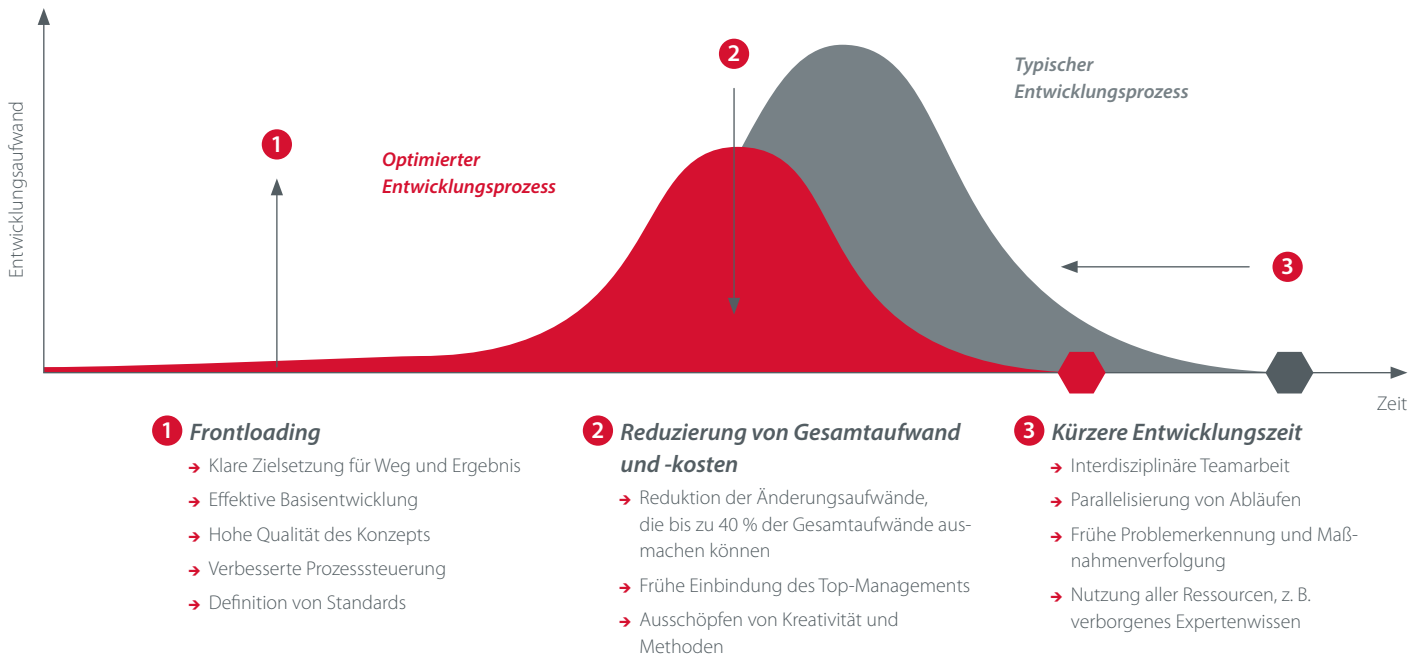 Entwicklungsaufwand
1
Optimierter
Entwicklungsprozess
2
Typischer
Entwicklungsprozess
3
Zeit
1 Frontloading
→ Klare Zielsetzung für Weg und Ergebnis
→ Effektive Basisentwicklung
→ Hohe Qualität des Konzepts
→ Verbesserte Prozesssteuerung
→ Definition von Standards
2 Reduzierung von Gesamtaufwand
und -kosten
→ Reduktion der Änderungsaufwände,
die bis zu 40 % der Gesamtaufwände aus-
machen können
→ Frühe Einbindung des Top-Managements
→ Ausschöpfen von Kreativität und
Methoden
3 Kürzere Entwicklungszeit
→ Interdisziplinäre Teamarbeit
→ Parallelisierung von Abläufen
→ Frühe Problemerkennung und Maß-
nahmenverfolgung
→ Nutzung aller Ressourcen, z. B.
verborgenes Expertenwissen